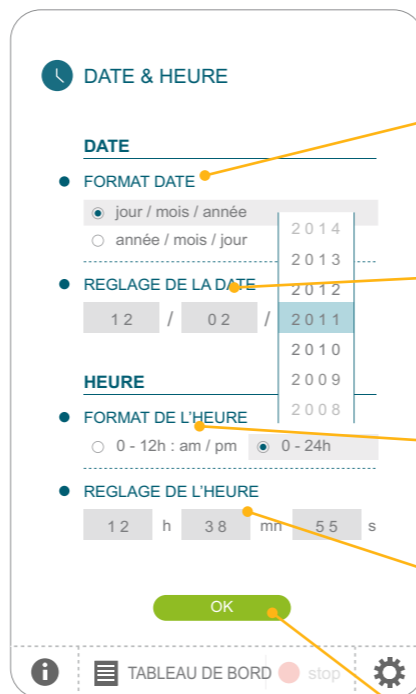 DATE & HEURE
DATE
FORMAT DATE
jour / mois / année
année / mois / jour
REGLAGE DE LA DATE
12 / 02 /
2014
2013
2012
2011
2010
2009
2008
HEURE
FORMAT DE L'HEURE
0 - 12h : am / pm 0 - 24h
REGLAGE DE L'HEURE
12 h 38 mn 55 s
OK
TABLEAU DE BORD stop